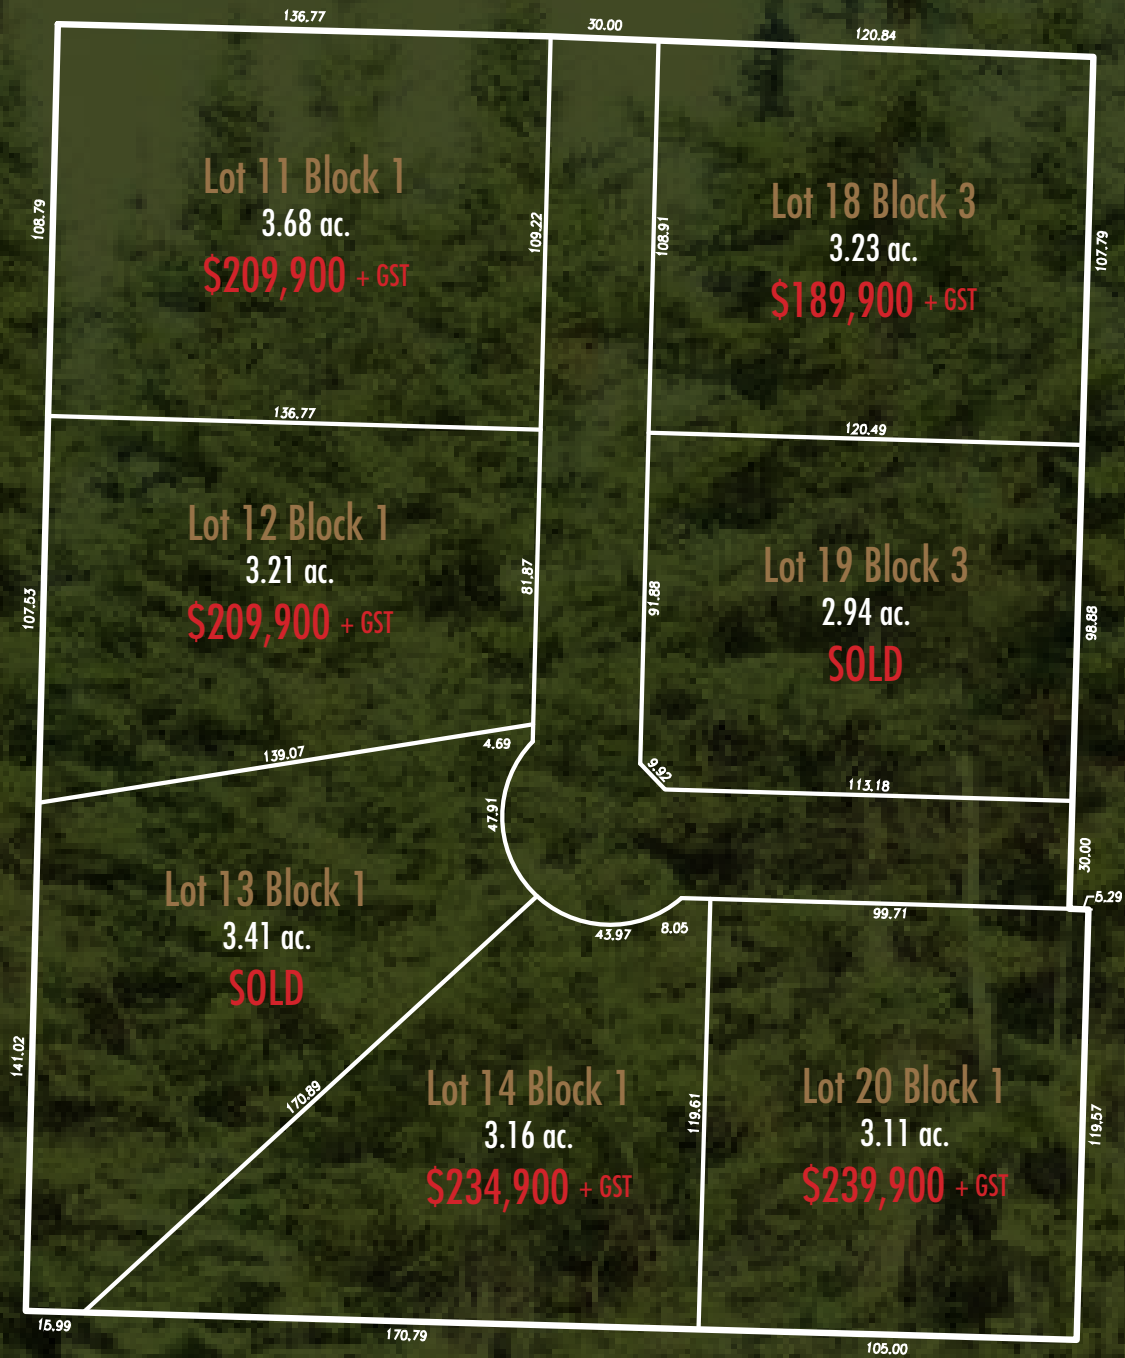 136.77
30.00
120.84
Lot 11 Block 1
3.68 ac.
$209,900 + GST
108.79
109.22
108.91
Lot 18 Block 3
3.23 ac.
$189,900 + GST
107.79
136.77
120.49
Lot 12 Block 1
3.21 ac.
$209,900 + GST
107.53
81.87
91.88
Lot 19 Block 3
2.94 ac.
SOLD
98.88
139.07
4.69
9.92
113.18
47.91
30.00
5.29
Lot 13 Block 1
3.41 ac.
SOLD
43.97
8.05
99.71
141.02
170.89
Lot 14 Block 1
3.16 ac.
$234,900 + GST
119.61
Lot 20 Block 1
3.11 ac.
$239,900 + GST
119.57
15.99
170.79
105.00